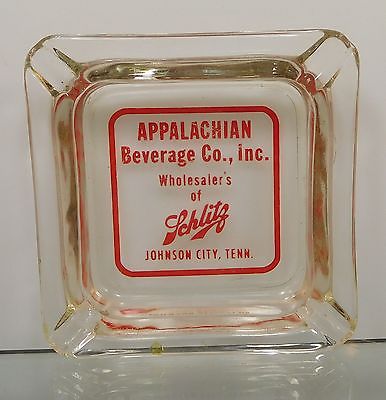 APPALACHIAN
Beverage Co., Inc.
Wholesaler's
of
Schlitz
JOHNSON CITY, TENN.